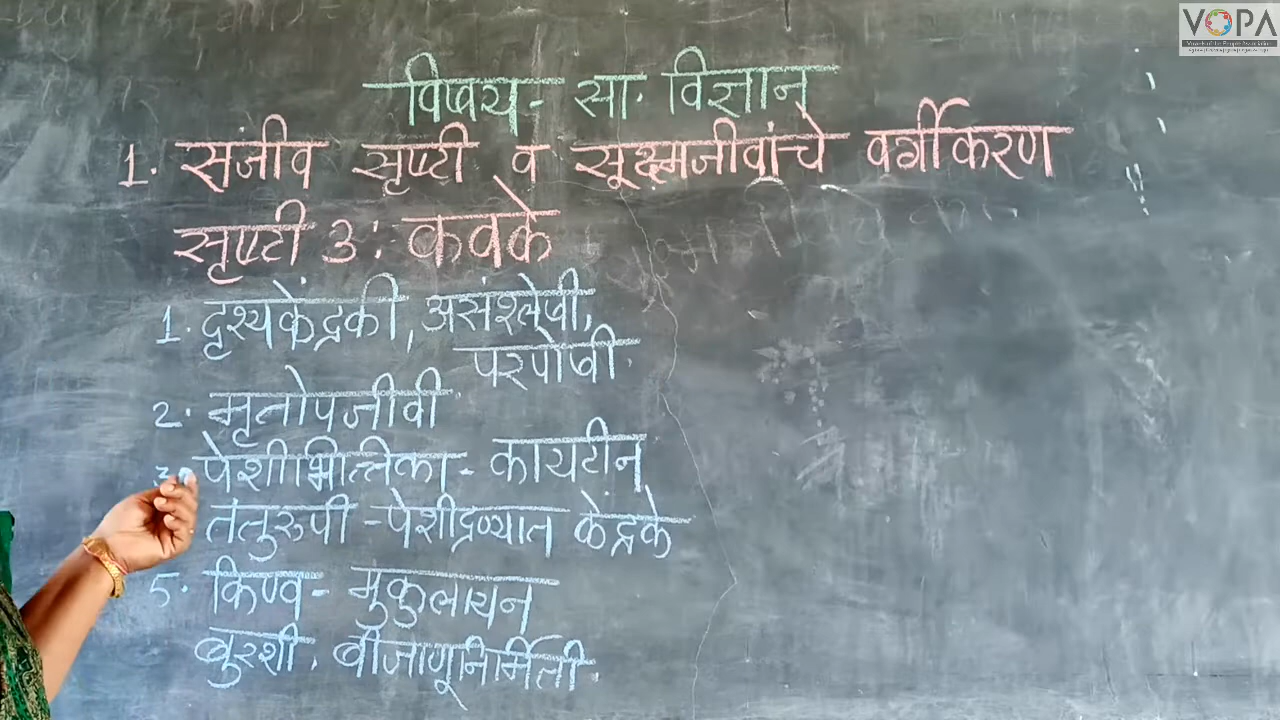 VOPA
विषय - सा. विज्ञान
1. सजीव सृष्टी व सूक्ष्मजीवांचे वर्गीकरण
सृष्टी 3: कवके
1. दृश्यकेंद्रकी, असंश्लेषी,
परपोषी.
2. मृतोपजीवी
पेशीभित्तिका - कायटीन
तंतुरुपी - पेशीद्रव्यात केंद्रके
5. किण्व - मुकुलायन
बुरशी. बीजाणूनिर्मिती.